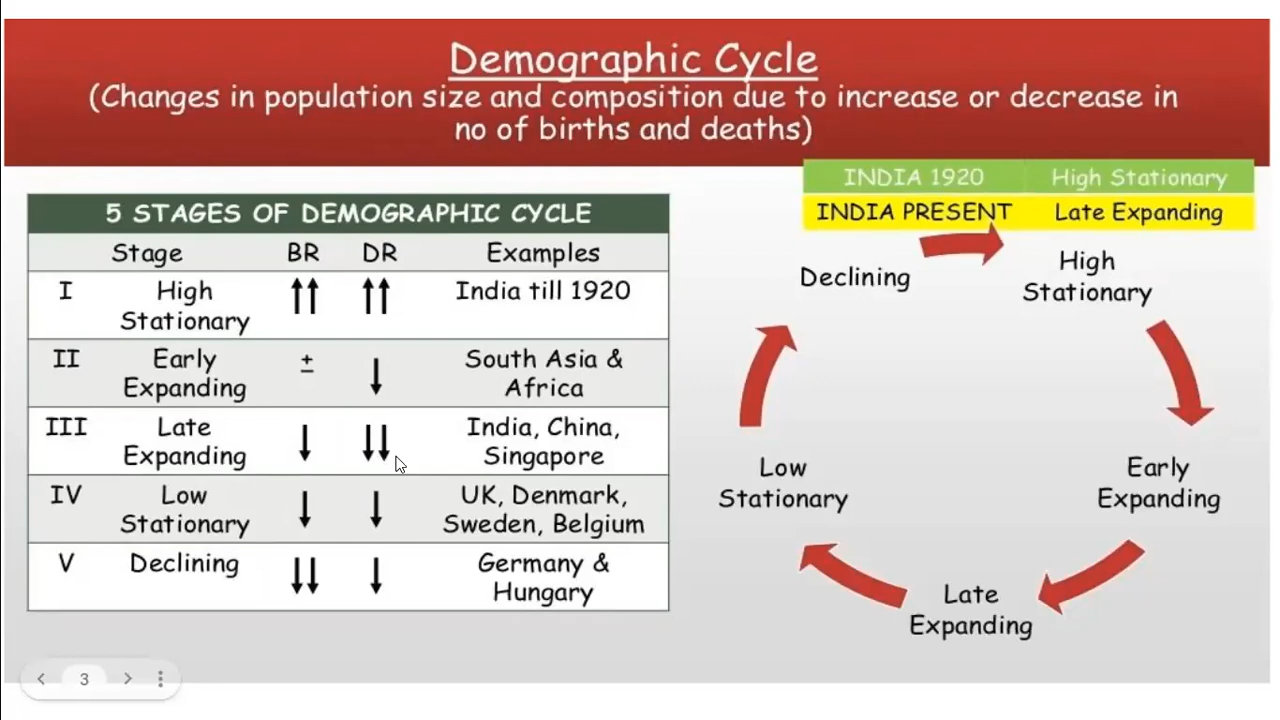 Demographic Cycle
(Changes in population size and composition due to increase or decrease in
no of births and deaths)
INDIA 1920 High Stationary
INDIA PRESENT Late Expanding
5 STAGES OF DEMOGRAPHIC CYCLE
Stage BR DR Examples
I High ↑↑ ↑↑ India till 1920
Stationary
II Early ± ↓ South Asia &
Expanding Africa
III Late ↓ ↓↓ India, China,
Expanding Singapore
IV Low ↓ ↓ UK, Denmark,
Stationary Sweden, Belgium
V Declining ↓↓ ↓ Germany &
Hungary
Declining
High
Stationary
Early
Expanding
Late
Expanding
Low
Stationary
3